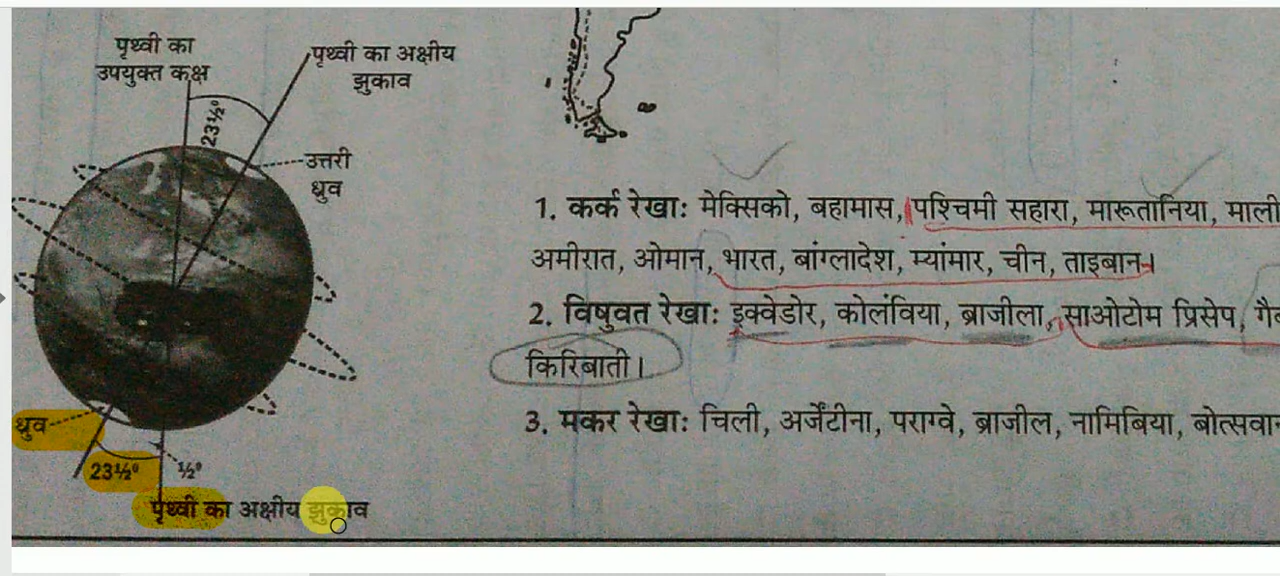 पृथ्वी का
उपयुक्त कक्ष
पृथ्वी का अक्षीय
झुकाव
23½°
उत्तरी
ध्रुव
ध्रुव
23½°
½°
पृथ्वी का अक्षीय झुकाव
1. कर्क रेखाः मेक्सिको, बहामास, पश्चिमी सहारा, मारूतानिया, माली
अमीरात, ओमान, भारत, बांग्लादेश, म्यांमार, चीन, ताइबान।
2. विषुवत रेखाः इक्वेडोर, कोलंविया, ब्राजीला, साओटोम प्रिसेप,
किरिबाती।
3. मकर रेखाः चिली, अर्जेंटीना, पराग्वे, ब्राजील, नामिबिया,